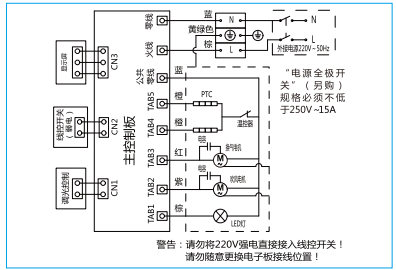 零线
蓝
N
N
黄绿色
火线
棕
L
L
外接电源220V～50Hz
显示屏
CN3
公共
零线
蓝
"电源全极开
关"（另购）
规格必须不低
于250V~15A
TAB5
橙
PTC
温控器
线控开关
（弱电）
CN2
主控制板
TAB4
橙
电容
换气电机
TAB3
红
M
电容
吹风电机
调光控制
CN1
TAB2
紫
M
TAB1
棕
LED灯
警告：请勿将220V强电直接接入线控开关！
请勿随意更换电子板接线位置！